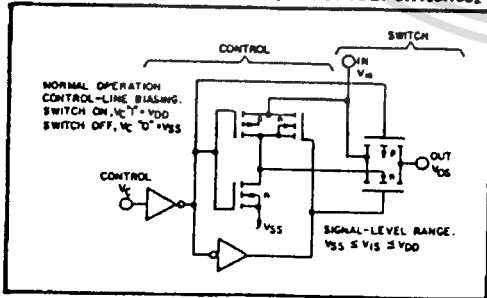 CONTROL
SWITCH
IN
Vis
NORMAL OPERATION
CONTROL-LINE BIASING.
SWITCH ON, VC "1" = VDD
SWITCH OFF, VC "0" = VSS
p
n
CONTROL
VC
n
VSS
p
n
OUT
VOS
SIGNAL-LEVEL RANGE.
VSS ≤ VIS ≤ VDD